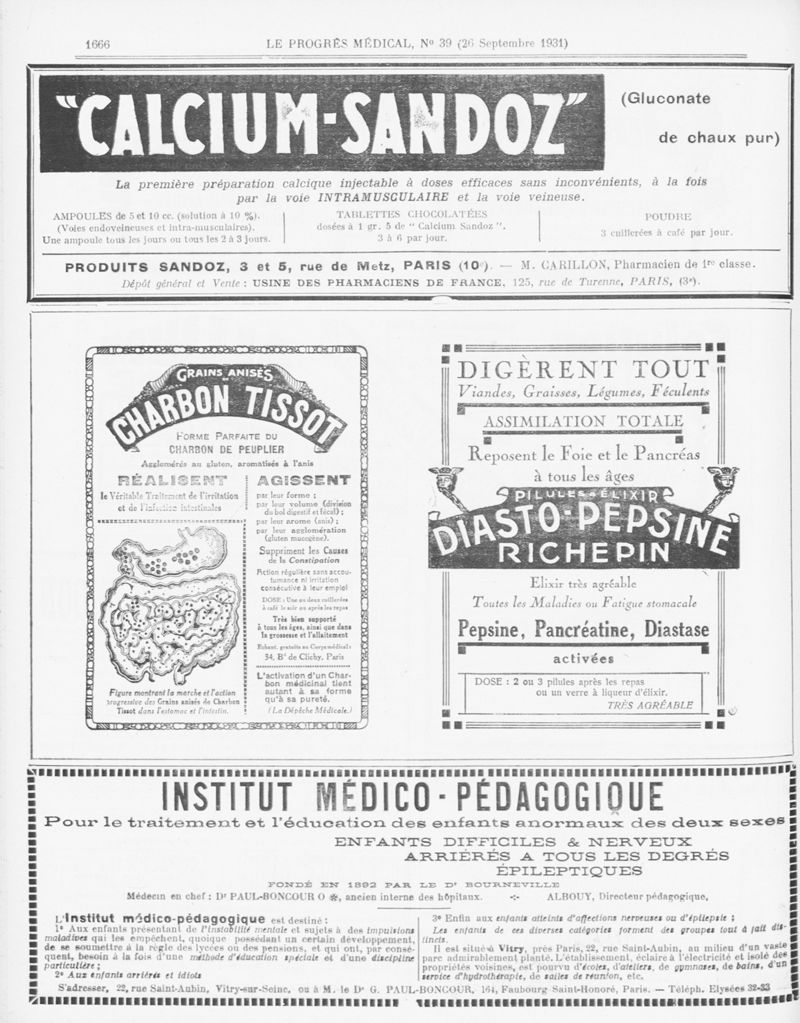 1666
LE PROGRÈS MÉDICAL, Nº 39 (26 Septembre 1931)
"CALCIUM-SANDOZ"
(Gluconate
de chaux pur)
La première préparation calcique injectable à doses efficaces sans inconvénients, à la fois
par la voie INTRAMUSCULAIRE et la voie veineuse.
AMPOULES de 5 et 10 cc. (solution à 10 %).
(Voies endoveineuses et intra-musculaires).
Une ampoule tous les jours ou tous les 2 à 3 jours.
TABLETTES CHOCOLATÉES
dosées à 1 gr. 5 de " Calcium Sandoz ".
3 à 6 par jour.
POUDRE
3 cuillerées à café par jour.
PRODUITS SANDOZ, 3 et 5, rue de Metz, PARIS (10e). — M. CARILLON, Pharmacien de 1re classe.
Dépôt général et Vente : USINE DES PHARMACIENS DE FRANCE, 125, rue de Turenne, PARIS, (3e).
GRAINS ANISÉS
DE
CHARBON TISSOT
FORME PARFAITE DU
CHARBON DE PEUPLIER
Agglomérés au gluten, aromatisés à l'anis
RÉALISENT
le Véritable Traitement de l'irritation
et de l'infection intestinales
Figure montrant la marche et l'action
progressive des Grains anisés de Charbon
Tissot dans l'estomac et l'intestin.
AGISSENT
par leur forme ;
par leur volume (division
du bol digestif et fécal) ;
par leur arome (anis) ;
par leur agglomération
(gluten mucogène).
Suppriment les Causes
de la Constipation
Action régulière sans accou-
tumance ni irritation
consécutive à leur emploi
DOSE : Une ou deux cuillerées
à café le soir ou après les repas
Très bien supporté
à tous les âges, ainsi que dans
la grossesse et l'allaitement
Echant. gratuits au Corps médical :
34, Bd de Clichy, Paris
L'activation d'un Char-
bon médicinal tient
autant à sa forme
qu'à sa pureté.
(La Dépêche Médicale.)
DIGÈRENT TOUT
Viandes, Graisses, Légumes, Féculents
ASSIMILATION TOTALE
Reposent le Foie et le Pancréas
à tous les âges
PILULES & ÉLIXIR
DIASTO-PEPSINE
RICHEPIN
Elixir très agréable
Toutes les Maladies ou Fatigue stomacale
Pepsine, Pancréatine, Diastase
activées
DOSE : 2 ou 3 pilules après les repas
ou un verre à liqueur d'élixir.
TRÈS AGRÉABLE
INSTITUT MÉDICO-PÉDAGOGIQUE
Pour le traitement et l'éducation des enfants anormaux des deux sexes
ENFANTS DIFFICILES & NERVEUX
ARRIÉRÉS A TOUS LES DEGRÉS
ÉPILEPTIQUES
FONDÉ EN 1892 PAR LE Dr BOURNEVILLE
Médecin en chef : Dr PAUL-BONCOUR O ✻, ancien interne des hôpitaux. -:- ALBOUY, Directeur pédagogique,
L'Institut médico-pédagogique est destiné :
1º Aux enfants présentant de l'instabilité mentale et sujets à des impulsions
maladives qui les empêchent, quoique possédant un certain développement,
de se soumettre à la règle des lycées ou des pensions, et qui ont, par consé-
quent, besoin à la fois d'une méthode d'éducation spéciale et d'une discipline
particulière ;
2º Aux enfants arriérés et idiots
3º Enfin aux enfants atteints d'affections nerveuses ou d'épilepsie ;
Les enfants de ces diverses catégories forment des groupes tout à fait dis-
tincts.
Il est situé à Vitry, près Paris, 22, rue Saint-Aubin, au milieu d'un vaste
parc admirablement planté. L'établissement, éclairé à l'électricité et isolé des
propriétés voisines, est pourvu d'écoles, d'ateliers, de gymnases, de bains, d'un
service d'hydrothérapie, de salles de réunion, etc.
S'adresser, 22, rue Saint-Aubin, Vitry-sur-Seine, ou à M. le Dr G. PAUL-BONCOUR, 164, Faubourg Saint-Honoré, Paris. — Téléph. Elysées 32-33